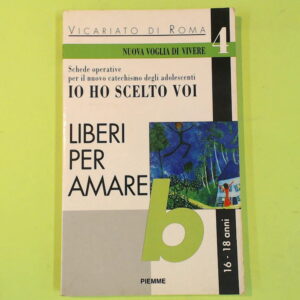 VICARIATO DI ROMA
NUOVA VOGLIA DI VIVERE 4
Schede operative
per il nuovo catechismo degli adolescenti
IO HO SCELTO VOI
LIBERI
PER
AMARE
b
16 - 18 anni
PIEMME